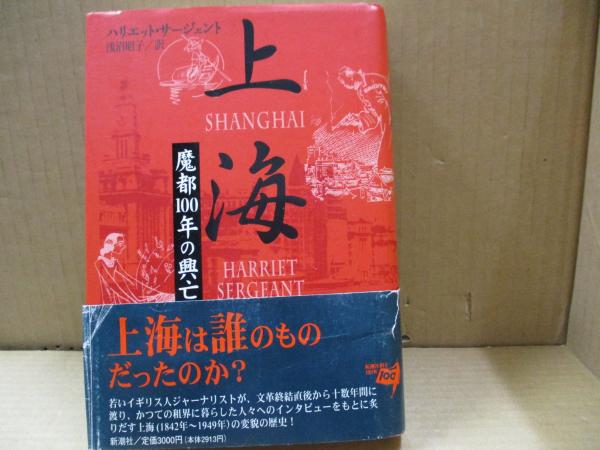 ハリエット・サージェント
浅沼昭子/訳
上海
SHANGHAI
魔都100年の興亡
HARRIET
SERGEANT
上海は誰のもの
だったのか?
若いイギリス人ジャーナリストが、文革終結直後から十数年間に
渡り、かつての租界に暮らした人々へのインタビューをもとに炙
りだす上海(1842年〜1949年)の変貌の歴史!
新潮社/定価3000円(本体2913円)
100